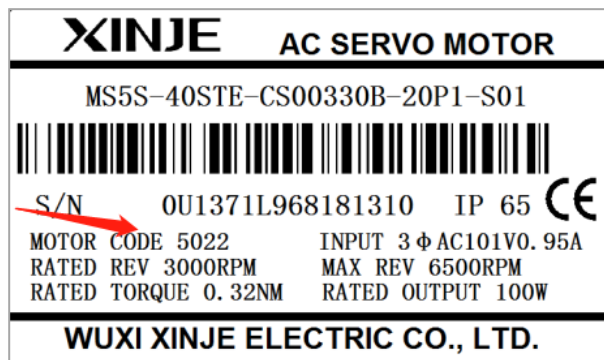 XINJE AC SERVO MOTOR
MS5S-40STE-CS00330B-20P1-S01
S/N 0U1371L968181310 IP 65 CE
MOTOR CODE 5022 INPUT 3ΦAC101V0.95A
RATED REV 3000RPM MAX REV 6500RPM
RATED TORQUE 0.32NM RATED OUTPUT 100W
WUXI XINJE ELECTRIC CO., LTD.